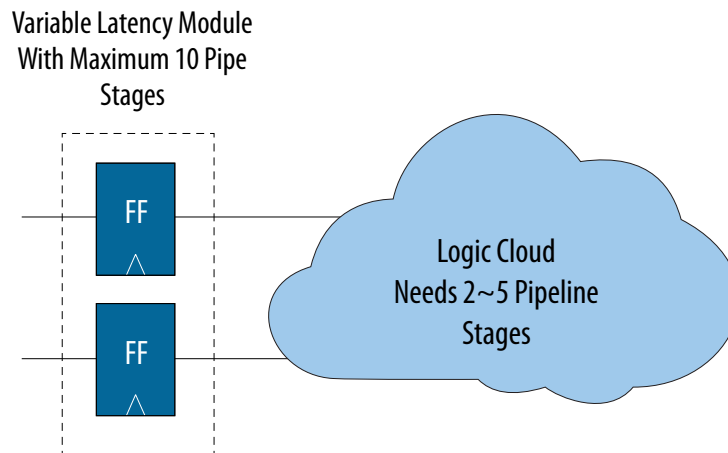 Variable Latency Module
With Maximum 10 Pipe
Stages
FF
FF
Logic Cloud
Needs 2~5 Pipeline
Stages